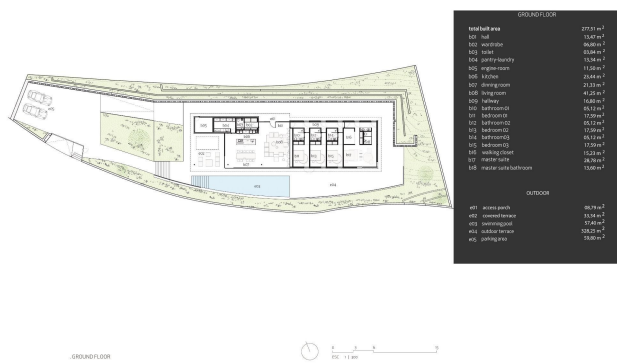 GROUND FLOOR
total built area 277,51 m²
b01 hall 13,47 m²
b02 wardrobe 06,80 m²
b03 toilet 03,84 m²
b04 pantry-laundry 13,34 m²
b05 engine-room 11,50 m²
b06 kitchen 23,44 m²
b07 dinning room 21,33 m²
b08 living room 41,25 m²
b09 hallway 16,80 m²
b10 bathroom 01 05,12 m²
b11 bedroom 01 17,59 m²
b12 bathroom 02 05,12 m²
b13 bedroom 02 17,59 m²
b14 bathroom 03 05,12 m²
b15 bedroom 03 17,59 m²
b16 walking closet 15,23 m²
b17 master suite 28,78 m²
b18 master suite bathroom 13,60 m²
OUTDOOR
e01 access porch 08,79 m²
e02 covered terrace 33,34 m²
e03 swimming pool 57,40 m²
e04 outdoor terrace 328,25 m²
e05 parking area 59,80 m²
e03
e04
GROUND FLOOR